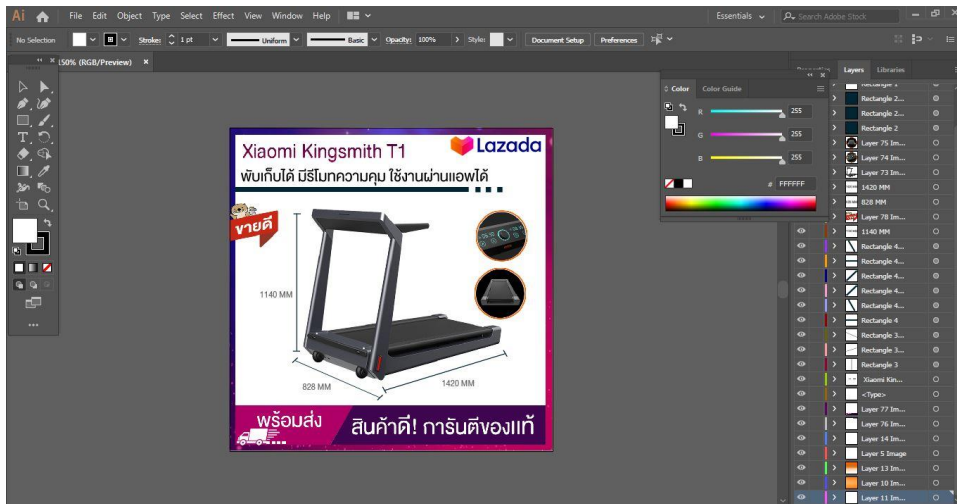 Ai File Edit Object Type Select Effect View Window Help Essentials Search Adobe Stock
No Selection Stroke: 1 pt Uniform Basic Opacity: 100% Style: Document Setup Preferences
150% (RGB/Preview) ×
Layers Libraries
Color Color Guide
R 255
G 255
B 255
# FFFFFF
Xiaomi Kingsmith T1
Lazada
พับเก็บได้ มีรีโมทความคุม ใช้งานผ่านแอพได้
ขายดี
1140 MM
828 MM
1420 MM
พร้อมส่ง
สินค้าดี! การันตีของแท้
Rectangle 1
Rectangle 2...
Rectangle 2...
Rectangle 2
Layer 75 Im...
Layer 74 Im...
Layer 73 Im...
1420 MM
828 MM
Layer 78 Im...
1140 MM
Rectangle 4...
Rectangle 4...
Rectangle 4...
Rectangle 4...
Rectangle 4...
Rectangle 4
Rectangle 3...
Rectangle 3...
Rectangle 3
Xiaomi Kin...
<Type>
Layer 77 Im...
Layer 76 Im...
Layer 14 Im...
Layer 5 Image
Layer 13 Im...
Layer 10 Im...
Layer 11 Im...